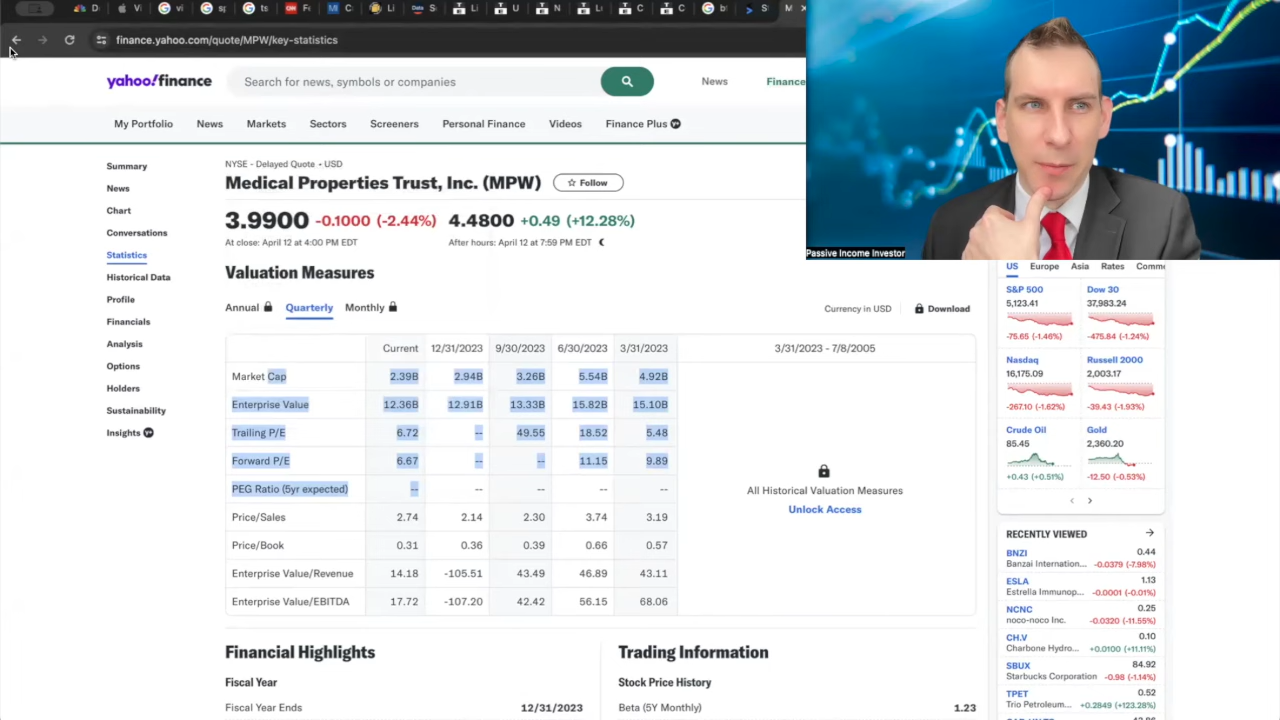 finance.yahoo.com/quote/MPW/key-statistics
yahoo!finance
Search for news, symbols or companies
News
Finance
My Portfolio News Markets Sectors Screeners Personal Finance Videos Finance Plus
Passive Income Investor
Summary
News
Chart
Conversations
Statistics
Historical Data
Profile
Financials
Analysis
Options
Holders
Sustainability
Insights
NYSE - Delayed Quote • USD
Medical Properties Trust, Inc. (MPW)
Follow
3.9900 -0.1000 (-2.44%) 4.4800 +0.49 (+12.28%)
At close: April 12 at 4:00 PM EDT After hours: April 12 at 7:59 PM EDT
Valuation Measures
Annual Quarterly Monthly
Currency in USD Download
Current 12/31/2023 9/30/2023 6/30/2023 3/31/2023 3/31/2023 - 7/8/2005
Market Cap 2.39B 2.94B 3.26B 5.54B 4.92B
Enterprise Value 12.36B 12.91B 13.33B 15.82B 15.10B
Trailing P/E 6.72 -- 49.55 18.52 5.48
Forward P/E 5.67 -- -- 11.15 9.89
PEG Ratio (5yr expected) -- -- -- -- --
Price/Sales 2.74 2.14 2.30 3.74 3.19
Price/Book 0.31 0.36 0.39 0.66 0.57
Enterprise Value/Revenue 14.18 -105.51 43.49 46.89 43.11
Enterprise Value/EBITDA 17.72 -107.20 42.42 56.15 68.06
All Historical Valuation Measures
Unlock Access
Financial Highlights
Fiscal Year
Fiscal Year Ends 12/31/2023
Trading Information
Stock Price History
Beta (5Y Monthly) 1.23
US Europe Asia Rates Comme
S&P 500 Dow 30
5,123.41 37,983.24
-75.65 (-1.46%) -475.84 (-1.24%)
Nasdaq Russell 2000
16,175.09 2,003.17
-267.10 (-1.62%) -39.43 (-1.93%)
Crude Oil Gold
85.45 2,360.20
+0.43 (+0.51%) -12.50 (-0.53%)
RECENTLY VIEWED
BNZI 0.44
Banzai Internation... -0.0379 (-7.98%)
ESLA 1.13
Estrella Immunop... -0.0001 (-0.01%)
NCNC 0.25
noco-noco Inc. -0.0320 (-11.55%)
CH.V 0.10
Charbone Hydro... +0.0100 (+11.11%)
SBUX 84.92
Starbucks Corporation -0.98 (-1.14%)
TPET 0.52
Trio Petroleum... +0.2849 (+123.28%)